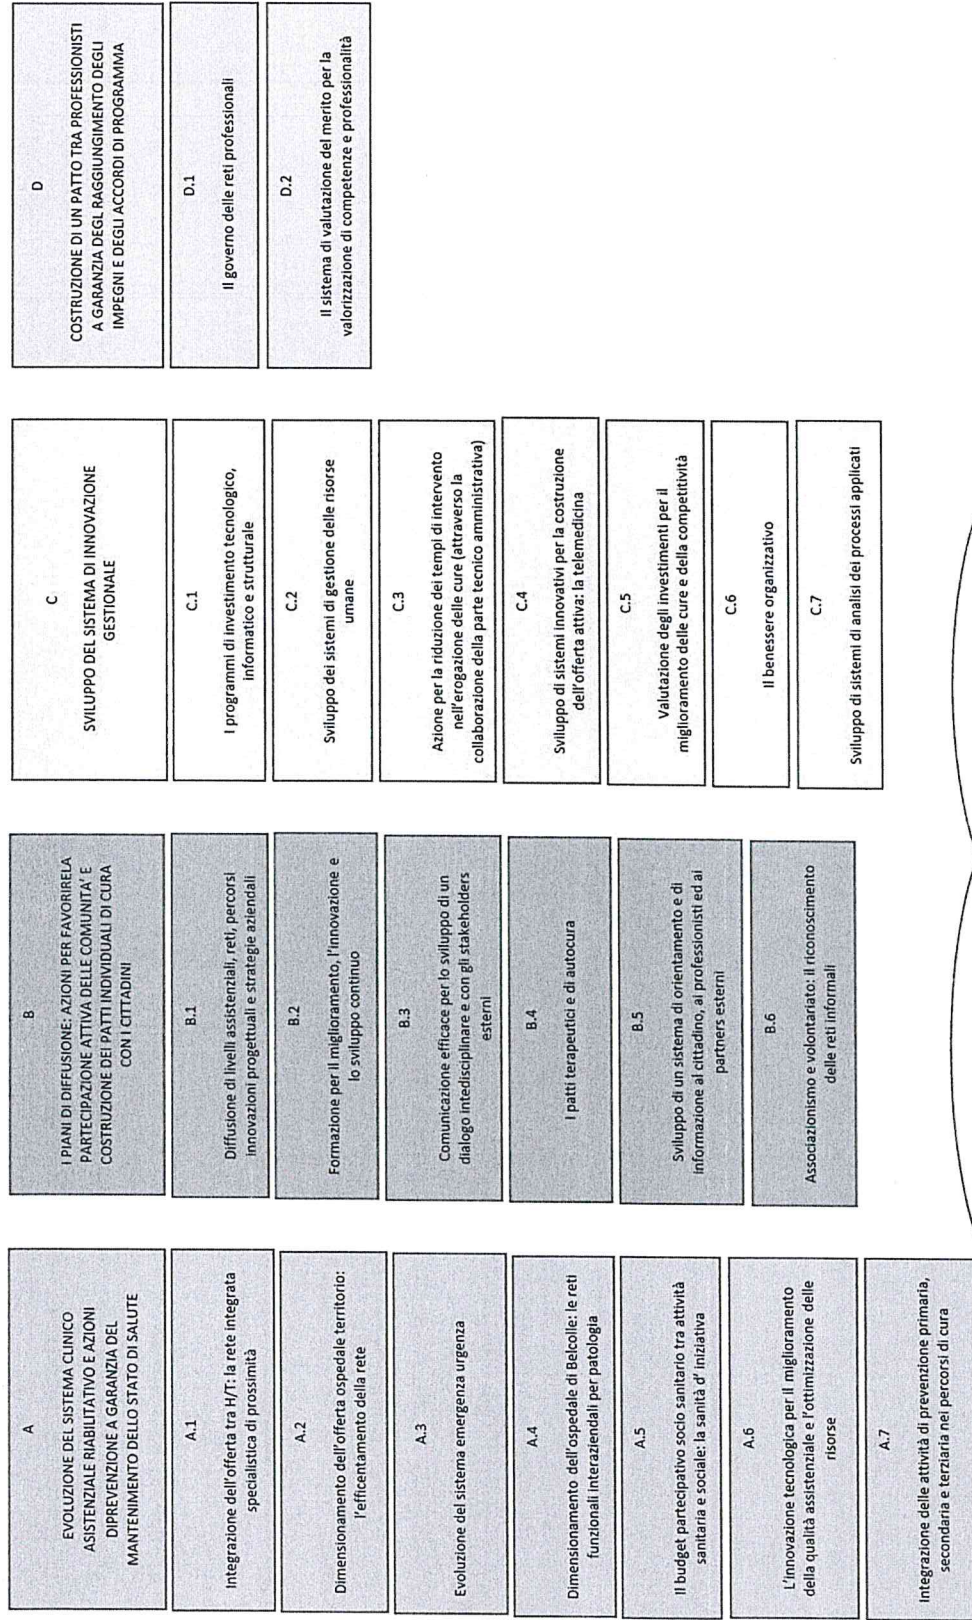 A
EVOLUZIONE DEL SISTEMA CLINICO
ASISTENZIALE RIABILITATIVO E AZIONI
DIPREVENZIONE A GARANZIA DEL
MANTENIMENTO DELLO STATO DI SALUTE
A.1
Integrazione dell'offerta tra H/T: la rete integrata
specialistica di prossimità
A.2
Dimensionamento dell'offerta ospedale territorio:
l'efficentamento della rete
A.3
Evoluzione del sistema emergenza urgenza
A.4
Dimensionamento dell'ospedale di Belcolle: le reti
funzionali interaziendali per patologia
A.5
Il budget partecipativo socio sanitario tra attività
sanitaria e sociale: la sanità d' iniziativa
A.6
L'innovazione tecnologica per il miglioramento
della qualità assistenziale e l'ottimizzazione delle
risorse
A.7
Integrazione delle attività di prevenzione primaria,
secondaria e terziaria nei percorsi di cura
B
I PIANI DI DIFFUSIONE: AZIONI PER FAVORIRELA
PARTECIPAZIONE ATTIVA DELLE COMUNITA' E
COSTRUZIONE DEI PATTI INDIVIDUALI DI CURA
CON I CITTADINI
B.1
Diffusione di livelli assistenziali, reti, percorsi
innovazioni progettuali e strategie aziendali
B.2
Formazione per il miglioramento, l'innovazione e
lo sviluppo continuo
B.3
Comunicazione efficace per lo sviluppo di un
dialogo intedisciplinare e con gli stakeholders
esterni
B.4
I patti terapeutici e di autocura
B.5
Sviluppo di un sistema di orientamento e di
informazione al cittadino, ai professionisti ed ai
partners esterni
B.6
Associazionismo e volontariato: il riconoscimento
delle reti informali
C
SVILUPPO DEL SISTEMA DI INNOVAZIONE
GESTIONALE
C.1
I programmi di investimento tecnologico,
informatico e strutturale
C.2
Sviluppo dei sistemi di gestione delle risorse
umane
C.3
Azione per la riduzione dei tempi di intervento
nell'erogazione delle cure (attraverso la
collaborazione della parte tecnico amministrativa)
C.4
Sviluppo di sistemi innovativi per la costruzione
dell'offerta attiva: la telemedicina
C.5
Valutazione degli investimenti per il
miglioramento delle cure e della competitività
C.6
Il benessere organizzativo
C.7
Sviluppo di sistemi di analisi dei processi applicati
D
COSTRUZIONE DI UN PATTO TRA PROFESSIONISTI
A GARANZIA DEGL RAGGIUNGIMENTO DEGLI
IMPEGNI E DEGLI ACCORDI DI PROGRAMMA
D.1
Il governo delle reti professionali
D.2
Il sistema di valutazione del merito per la
valorizzazione di competenze e professionalità